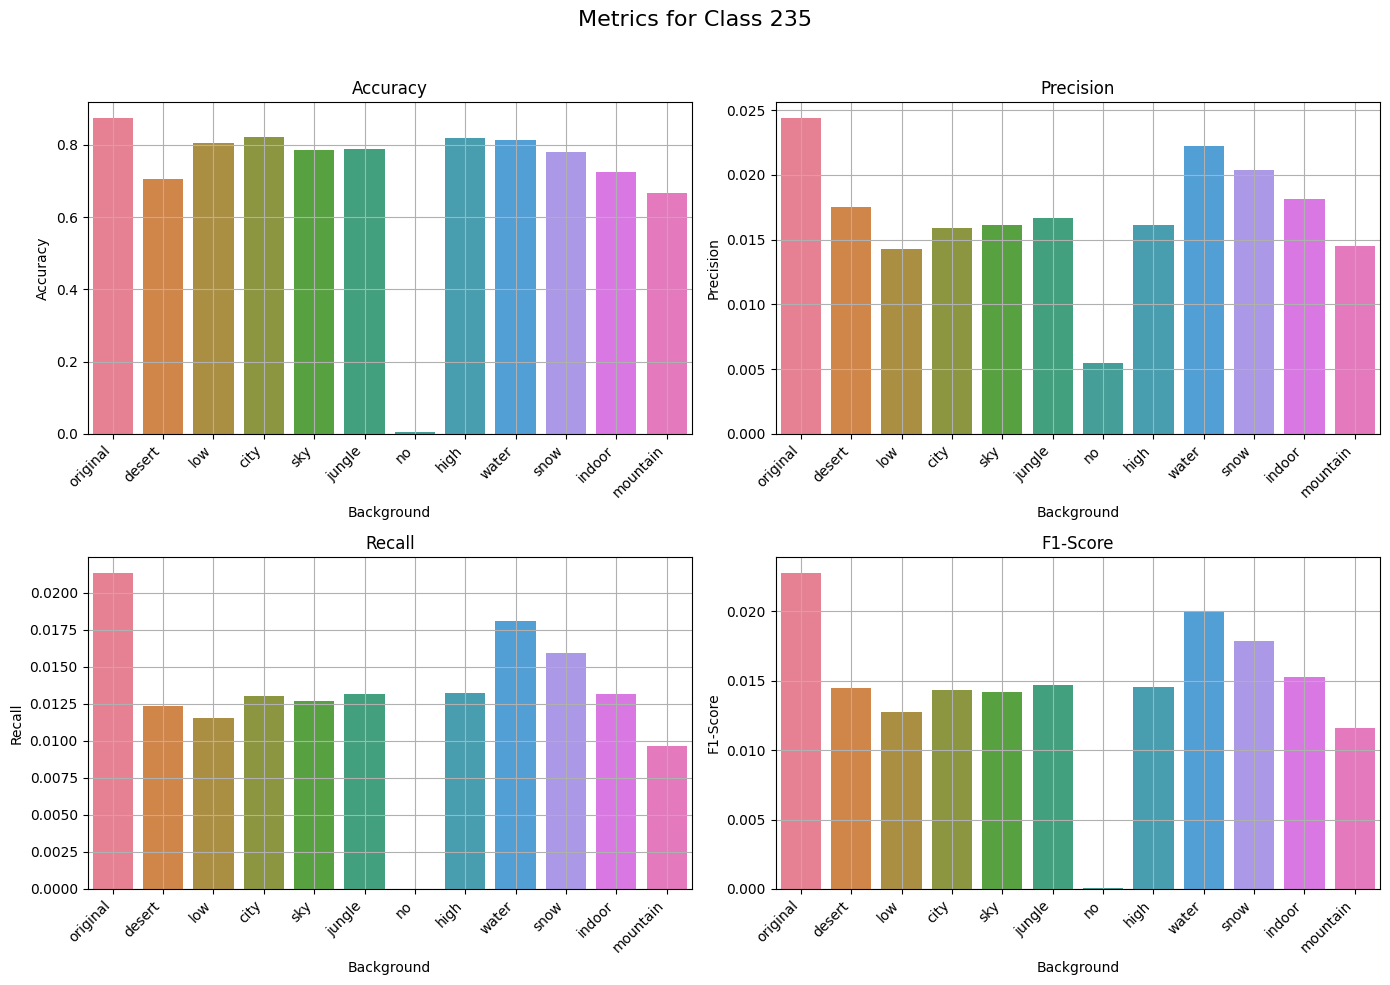 Metrics for Class 235
Accuracy
Accuracy
0.8
0.6
0.4
0.2
0.0
original
desert
low
city
sky
jungle
no
high
water
snow
indoor
mountain
Background
Precision
Precision
0.025
0.020
0.015
0.010
0.005
0.000
original
desert
low
city
sky
jungle
no
high
water
snow
indoor
mountain
Background
Recall
Recall
0.0200
0.0175
0.0150
0.0125
0.0100
0.0075
0.0050
0.0025
0.0000
original
desert
low
city
sky
jungle
no
high
water
snow
indoor
mountain
Background
F1-Score
F1-Score
0.020
0.015
0.010
0.005
0.000
original
desert
low
city
sky
jungle
no
high
water
snow
indoor
mountain
Background